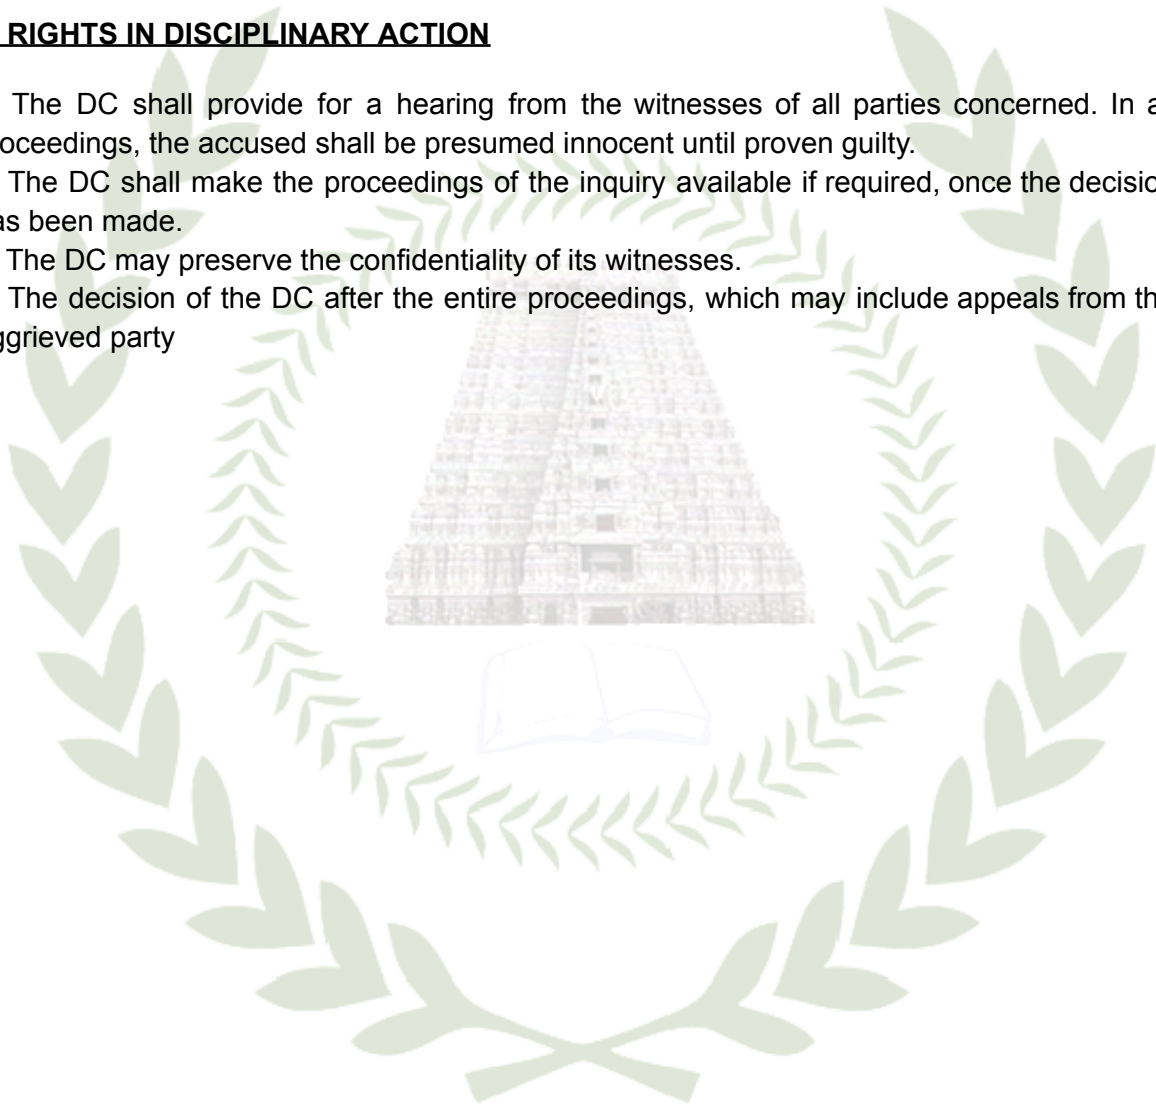 RIGHTS IN DISCIPLINARY ACTION
The DC shall provide for a hearing from the witnesses of all parties concerned. In a
oceedings, the accused shall be presumed innocent until proven guilty.
The DC shall make the proceedings of the inquiry available if required, once the decisio
as been made.
The DC may preserve the confidentiality of its witnesses.
The decision of the DC after the entire proceedings, which may include appeals from th
ggrieved party